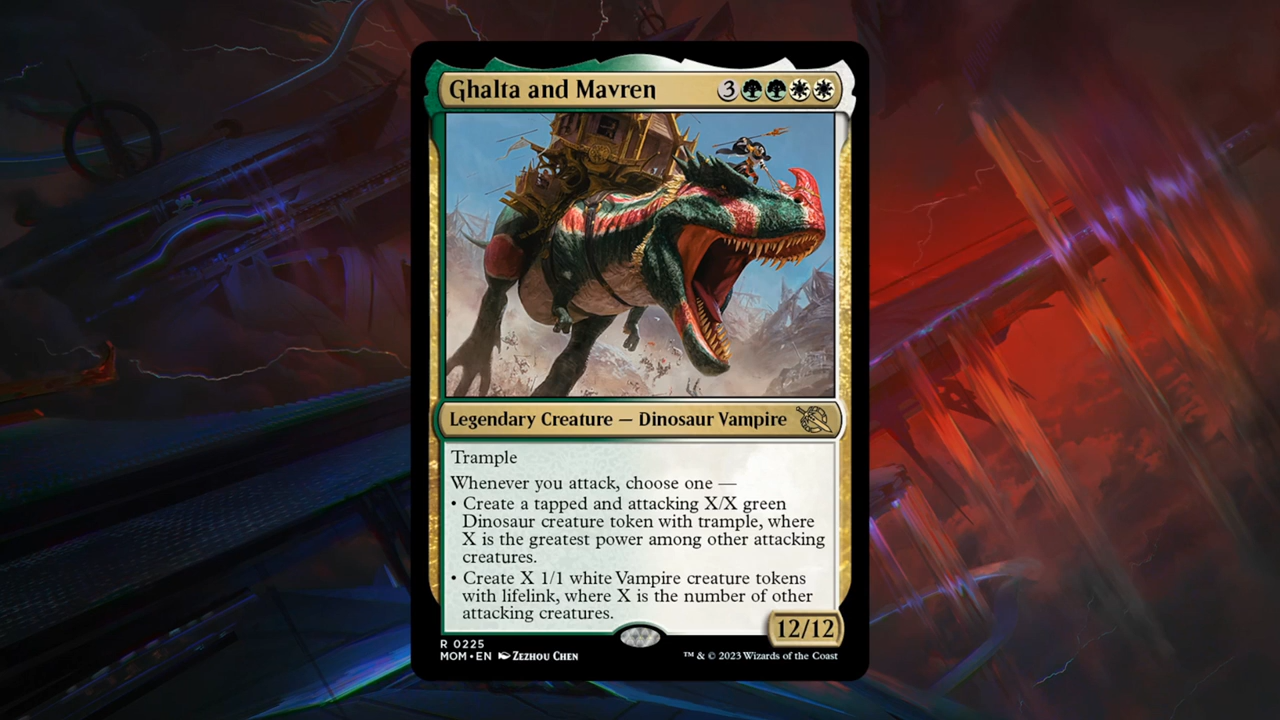 Ghalta and Mavren 3
Legendary Creature — Dinosaur Vampire
Trample
Whenever you attack, choose one —
• Create a tapped and attacking X/X green
Dinosaur creature token with trample, where
X is the greatest power among other attacking
creatures.
• Create X 1/1 white Vampire creature tokens
with lifelink, where X is the number of other
attacking creatures.
12/12
R 0225
MOM • EN Zezhou Chen ™ & © 2023 Wizards of the Coast